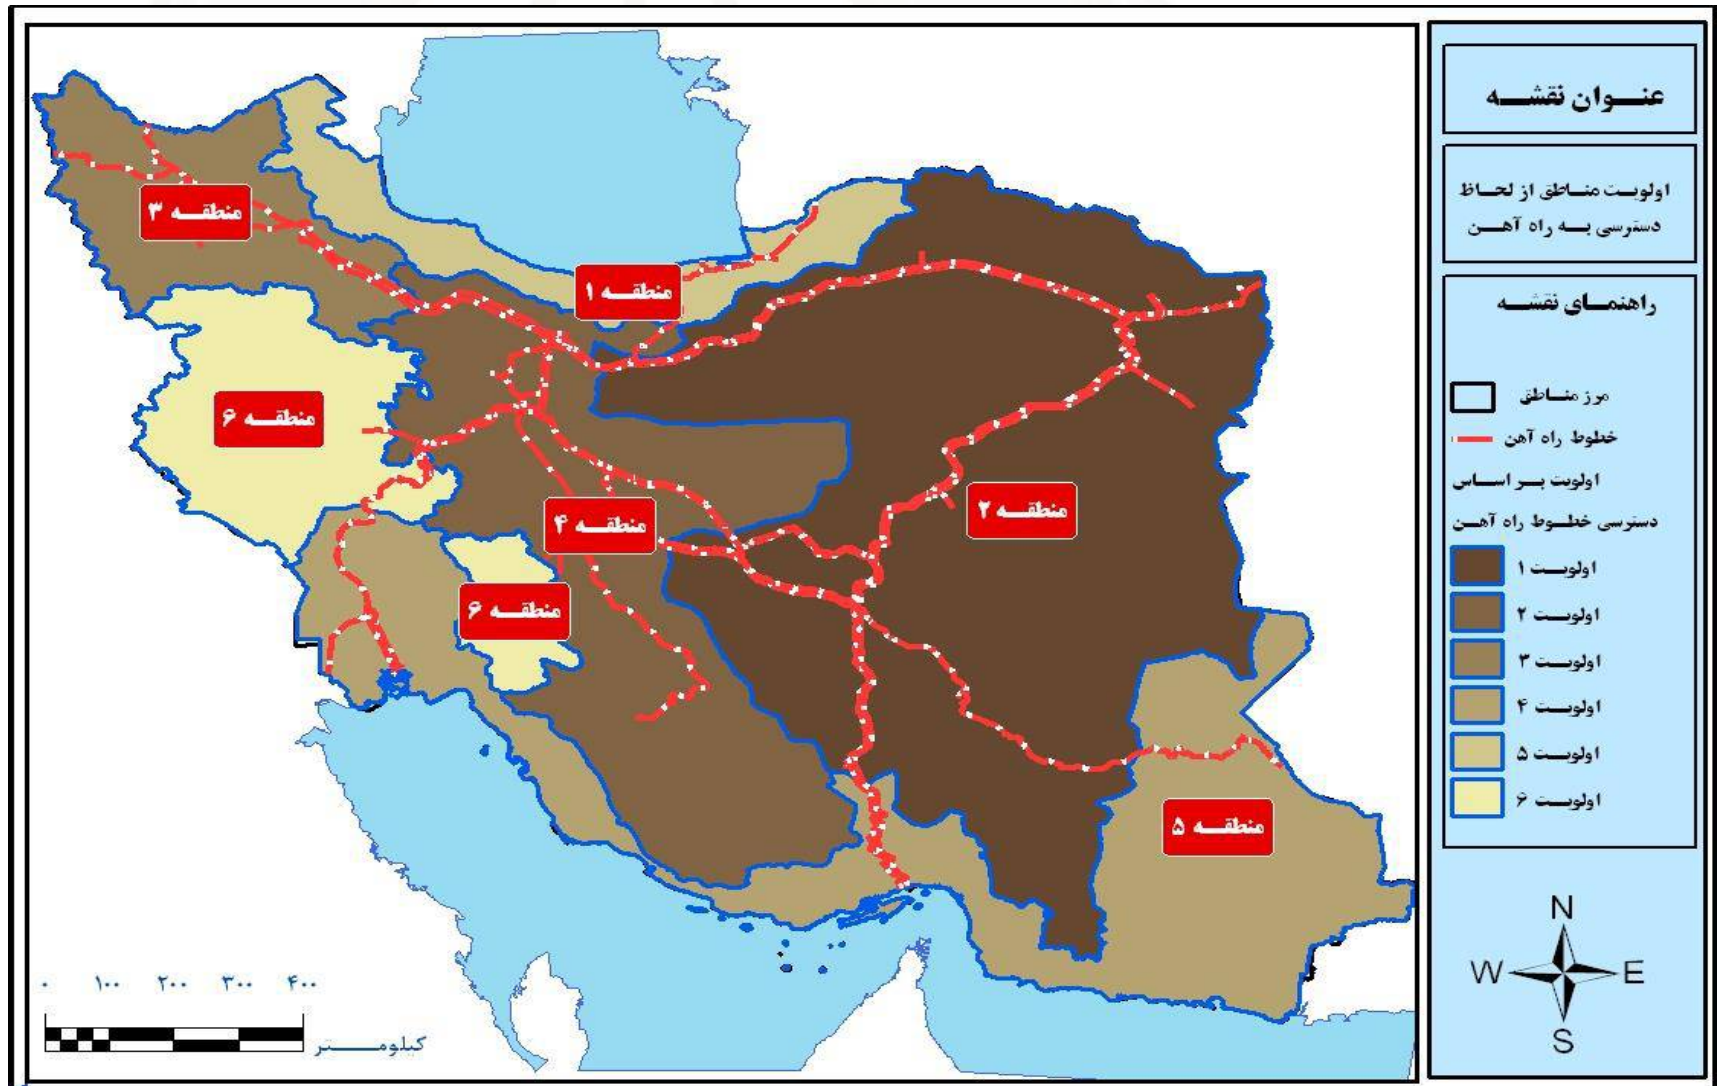 عنوان نقشه
اولویت مناطق از لحاظ
دسترسی به راه آهن
راهنمای نقشه
مرز مناطق
خطوط راه آهن
اولویت بر اساس
دسترسی خطوط راه آهن
اولویت ۱
اولویت ۲
اولویت ۳
اولویت ۴
اولویت ۵
اولویت ۶
N
W E
S
منطقه ۳
منطقه ۱
منطقه ۶
منطقه ۲
منطقه ۴
منطقه ۶
منطقه ۵
۰ ۱۰۰ ۲۰۰ ۳۰۰ ۴۰۰
کیلومتر